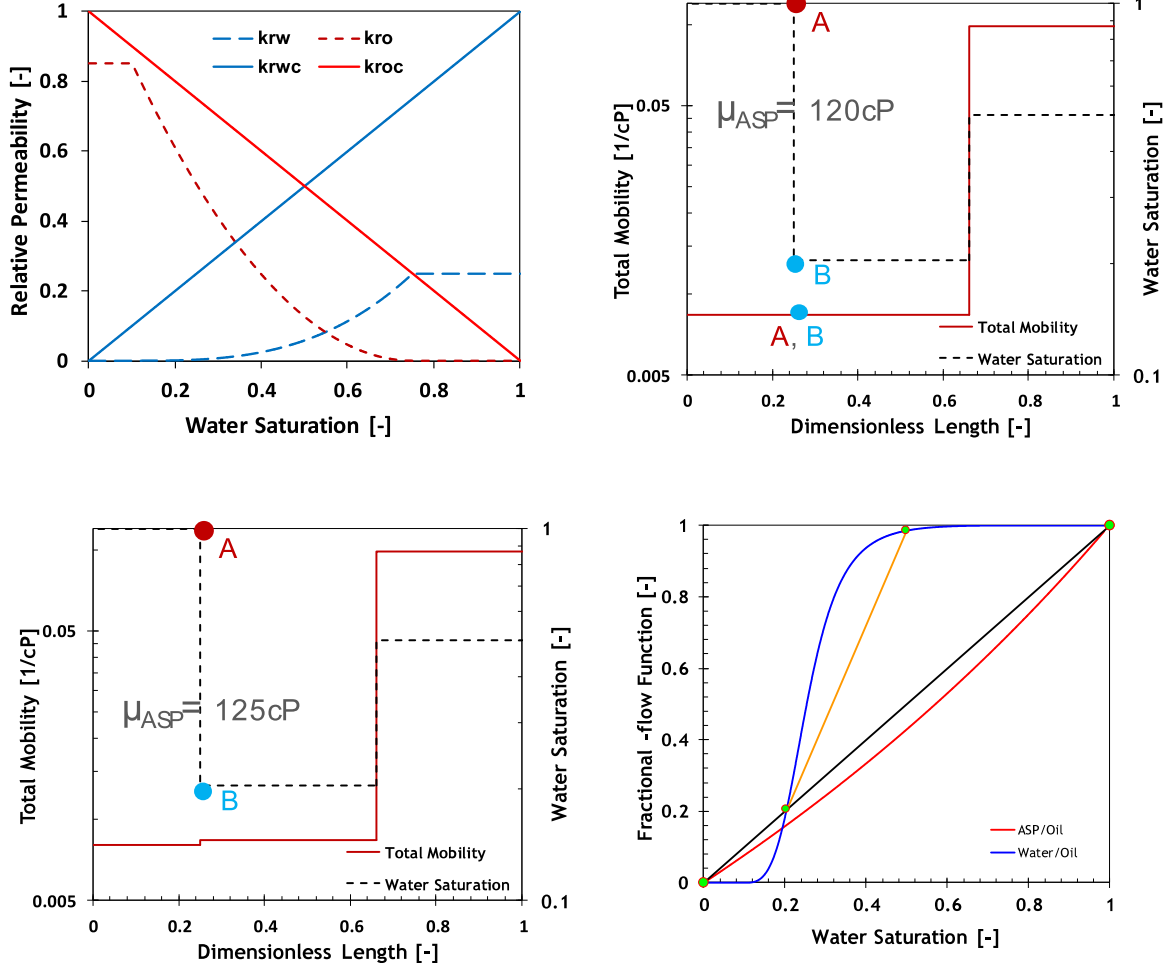 1
0.8
0.6
0.4
0.2
0
Relative Permeability [-]
krw
kro
krwc
kroc
0 0.2 0.4 0.6 0.8 1
Water Saturation [-]
0.05
0.005
Total Mobility [1/cP]
A
μASP= 120cP
B
A, B
Total Mobility
Water Saturation
1
0.1
Water Saturation [-]
0 0.2 0.4 0.6 0.8 1
Dimensionless Length [-]
0.05
0.005
Total Mobility [1/cP]
A
μASP= 125cP
B
Total Mobility
Water Saturation
1
0.1
Water Saturation [-]
0 0.2 0.4 0.6 0.8 1
Dimensionless Length [-]
1
0.8
0.6
0.4
0.2
0
Fractional -flow Function [-]
ASP/Oil
Water/Oil
0 0.2 0.4 0.6 0.8 1
Water Saturation [-]